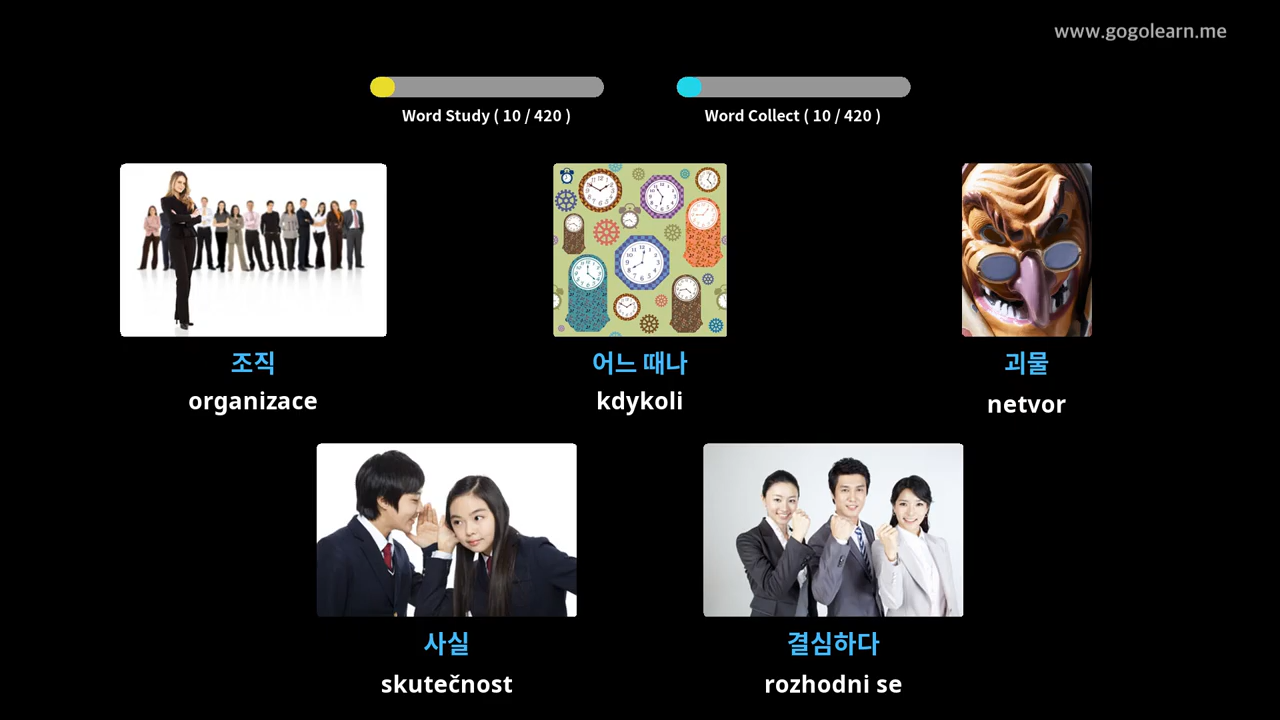 www.gogolearn.me
Word Study ( 10 / 420 )
Word Collect ( 10 / 420 )
조직
organizace
어느 때나
kdykoli
괴물
netvor
사실
skutečnost
결심하다
rozhodni se